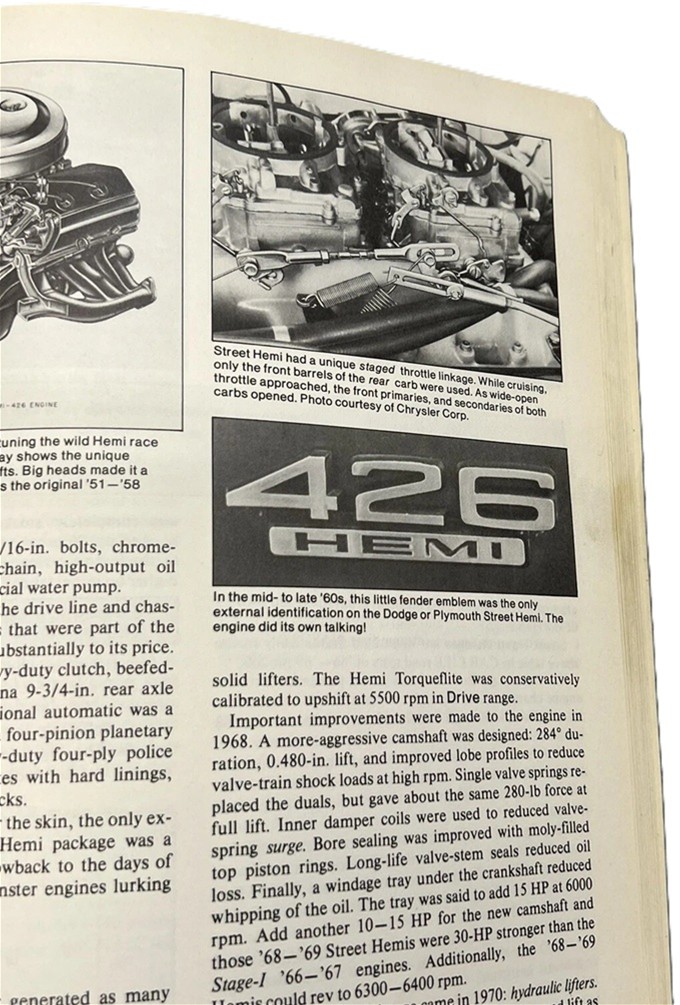 HI-426 ENGINE
uning the wild Hemi race
ay shows the unique
fts. Big heads made it a
s the original '51—'58
/16-in. bolts, chrome-
chain, high-output oil
cial water pump.
he drive line and chas-
s that were part of the
ubstantially to its price.
vy-duty clutch, beefed-
na 9-3/4-in. rear axle
ional automatic was a
four-pinion planetary
-duty four-ply police
es with hard linings,
cks.
r the skin, the only ex-
Hemi package was a
owback to the days of
nster engines lurking
generated as many
Street Hemi had a unique staged throttle linkage. While cruising,
only the front barrels of the rear carb were used. As wide-open
throttle approached, the front primaries, and secondaries of both
carbs opened. Photo courtesy of Chrysler Corp.
426
HEMI
In the mid- to late '60s, this little fender emblem was the only
external identification on the Dodge or Plymouth Street Hemi. The
engine did its own talking!
solid lifters. The Hemi Torqueflite was conservatively
calibrated to upshift at 5500 rpm in Drive range.
Important improvements were made to the engine in
1968. A more-aggressive camshaft was designed: 284° du-
ration, 0.480-in. lift, and improved lobe profiles to reduce
valve-train shock loads at high rpm. Single valve springs re-
placed the duals, but gave about the same 280-lb force at
full lift. Inner damper coils were used to reduced valve-
spring surge. Bore sealing was improved with moly-filled
top piston rings. Long-life valve-stem seals reduced oil
loss. Finally, a windage tray under the crankshaft reduced
whipping of the oil. The tray was said to add 15 HP at 6000
rpm. Add another 10—15 HP for the new camshaft and
those '68—'69 Street Hemis were 30-HP stronger than the
Stage-I '66—'67 engines. Additionally, the '68—'69
Hemis could rev to 6300—6400 rpm.
came in 1970: hydraulic lifters.
lift as